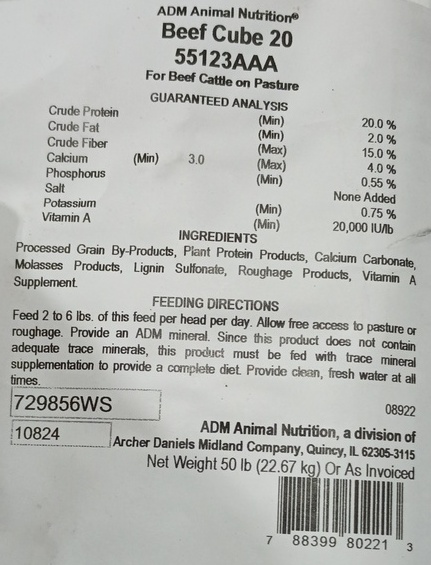 ADM Animal Nutrition®
Beef Cube 20
55123AAA
For Beef Cattle on Pasture
GUARANTEED ANALYSIS
Crude Protein (Min) 20.0 %
Crude Fat (Min) 2.0 %
Crude Fiber (Max) 15.0 %
Calcium (Min) 3.0 (Max) 4.0 %
Phosphorus (Min) 0.55 %
Salt None Added
Potassium (Min) 0.75 %
Vitamin A (Min) 20,000 IU/lb
INGREDIENTS
Processed Grain By-Products, Plant Protein Products, Calcium Carbonate,
Molasses Products, Lignin Sulfonate, Roughage Products, Vitamin A
Supplement.
FEEDING DIRECTIONS
Feed 2 to 6 lbs. of this feed per head per day. Allow free access to pasture or
roughage. Provide an ADM mineral. Since this product does not contain
adequate trace minerals, this product must be fed with trace mineral
supplementation to provide a complete diet. Provide clean, fresh water at all
times.
729856WS
08922
10824
ADM Animal Nutrition, a division of
Archer Daniels Midland Company, Quincy, IL 62305-3115
Net Weight 50 lb (22.67 kg) Or As Invoiced
7 88399 80221 3